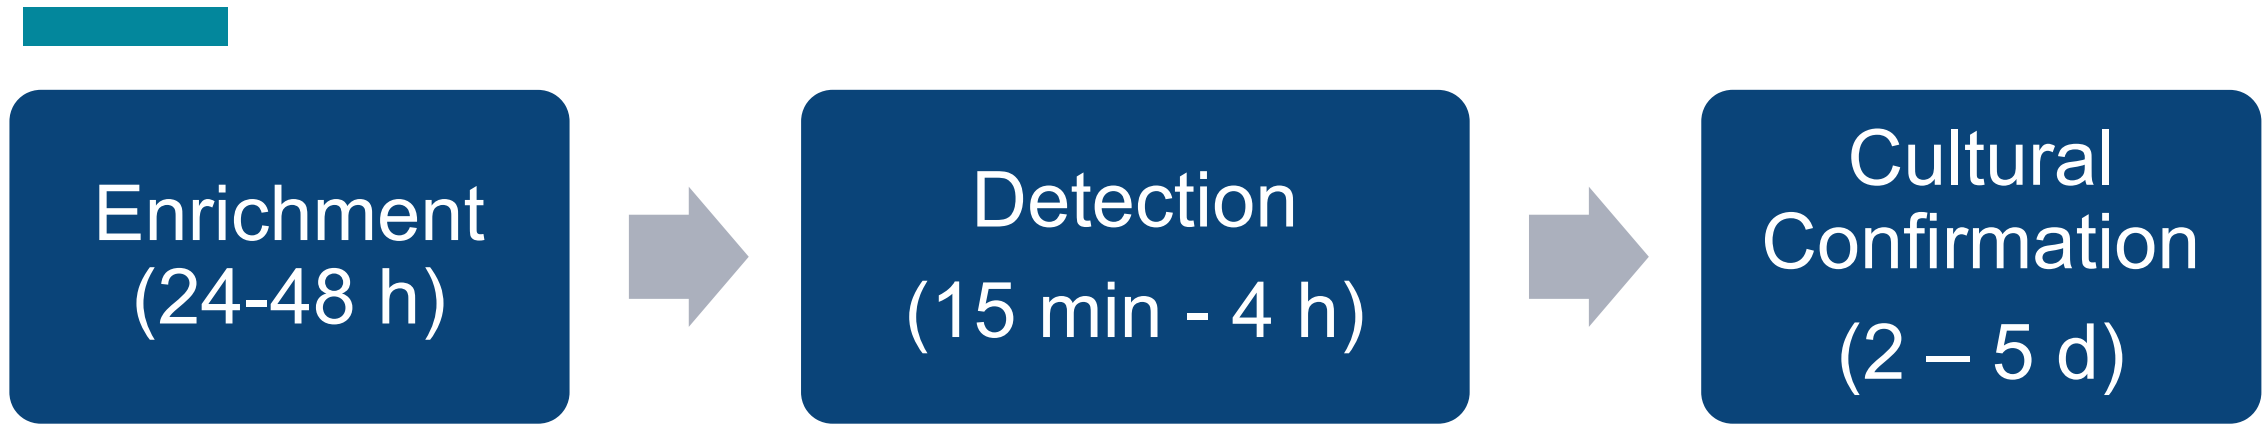 Enrichment
(24-48 h)
Detection
(15 min - 4 h)
Cultural
Confirmation
(2 – 5 d)